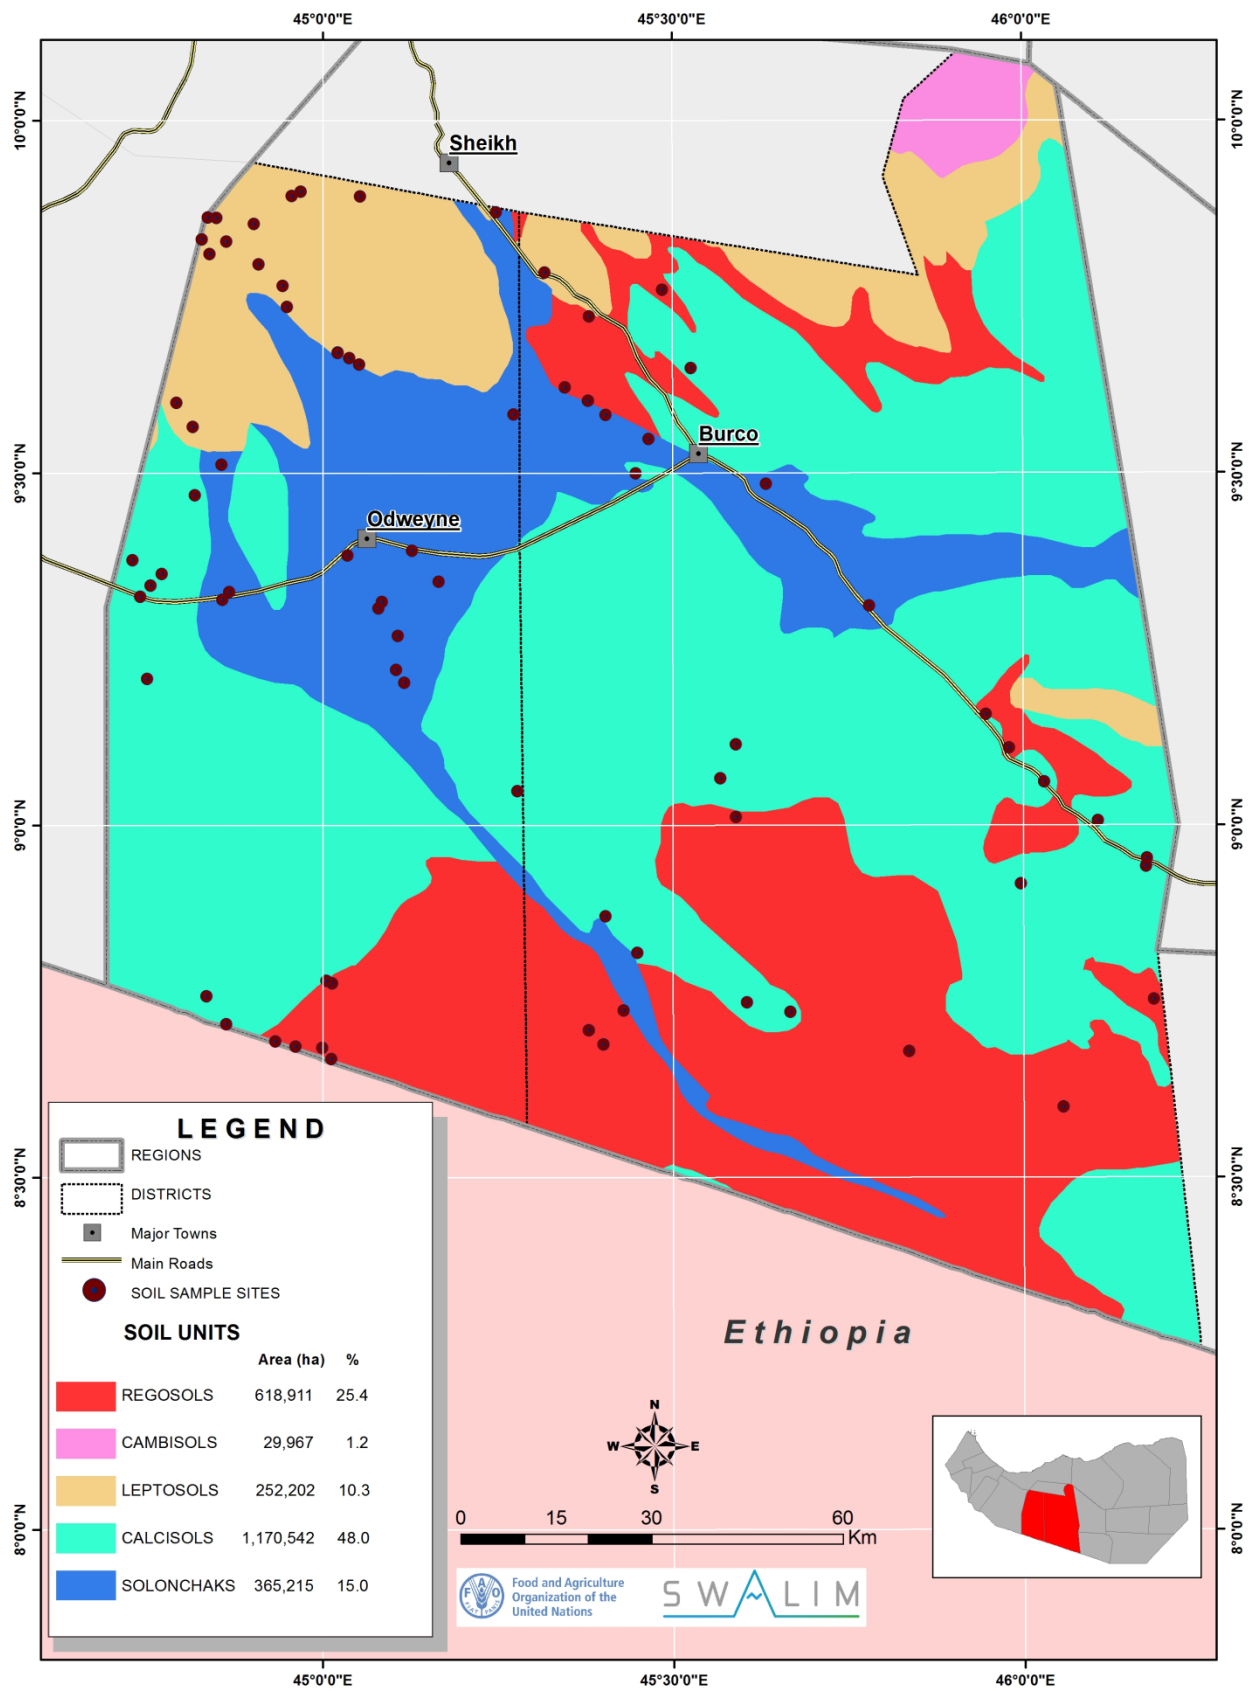 45°0'0"E 45°30'0"E 46°0'0"E
10°0'0"N 10°0'0"N
Sheikh
Burco
9°30'0"N 9°30'0"N
Odweyne
9°0'0"N 9°0'0"N
LEGEND
REGIONS
DISTRICTS
Major Towns
Main Roads
SOIL SAMPLE SITES
SOIL UNITS
Area (ha) %
REGOSOLS 618,911 25.4
CAMBISOLS 29,967 1.2
LEPTOSOLS 252,202 10.3
CALCISOLS 1,170,542 48.0
SOLONCHAKS 365,215 15.0
8°30'0"N 8°30'0"N
Ethiopia
N
W E
S
0 15 30 60
Km
8°0'0"N 8°0'0"N
FAO
FIAT PANIS
Food and Agriculture
Organization of the
United Nations
SWALIM
45°0'0"E 45°30'0"E 46°0'0"E